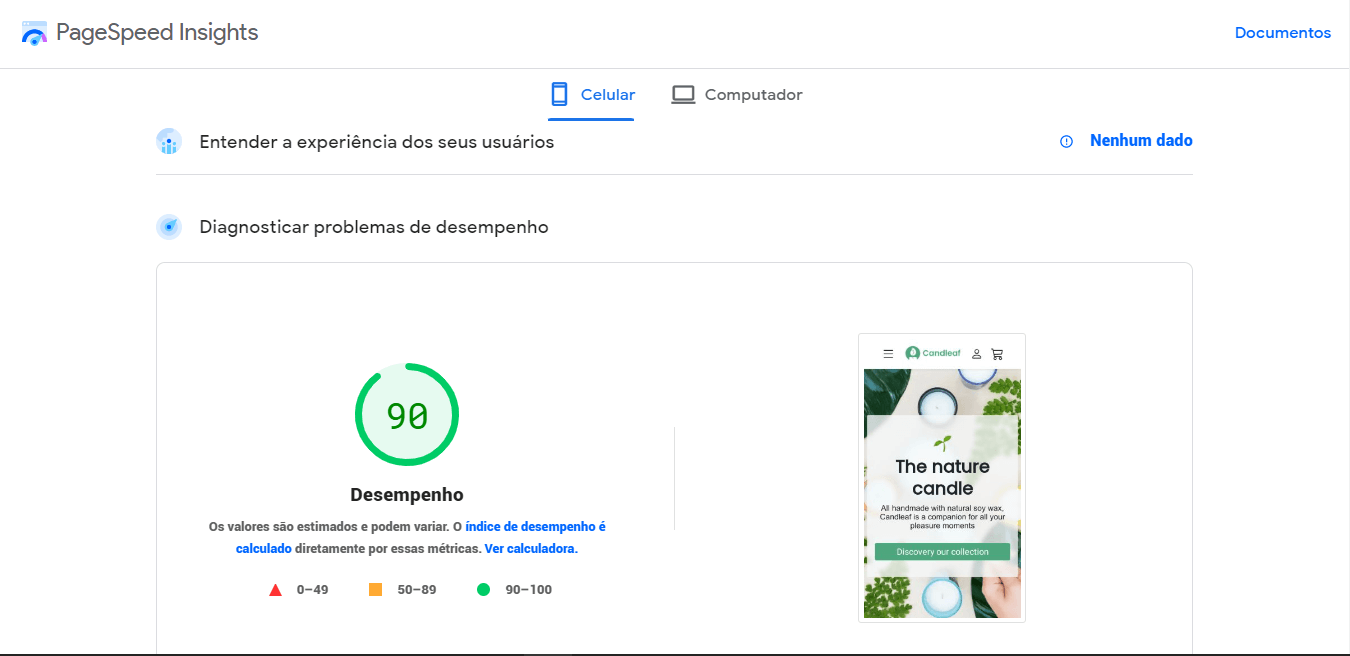 PageSpeed Insights
Documentos
Celular
Computador
Entender a experiência dos seus usuários
Nenhum dado
Diagnosticar problemas de desempenho
90
Desempenho
Os valores são estimados e podem variar. O índice de desempenho é
calculado diretamente por essas métricas. Ver calculadora.
0–49
50–89
90–100
Candleaf
The nature
candle
All handmade with natural soy wax,
Candleaf is a companion for all your
pleasure moments
Discovery our collection